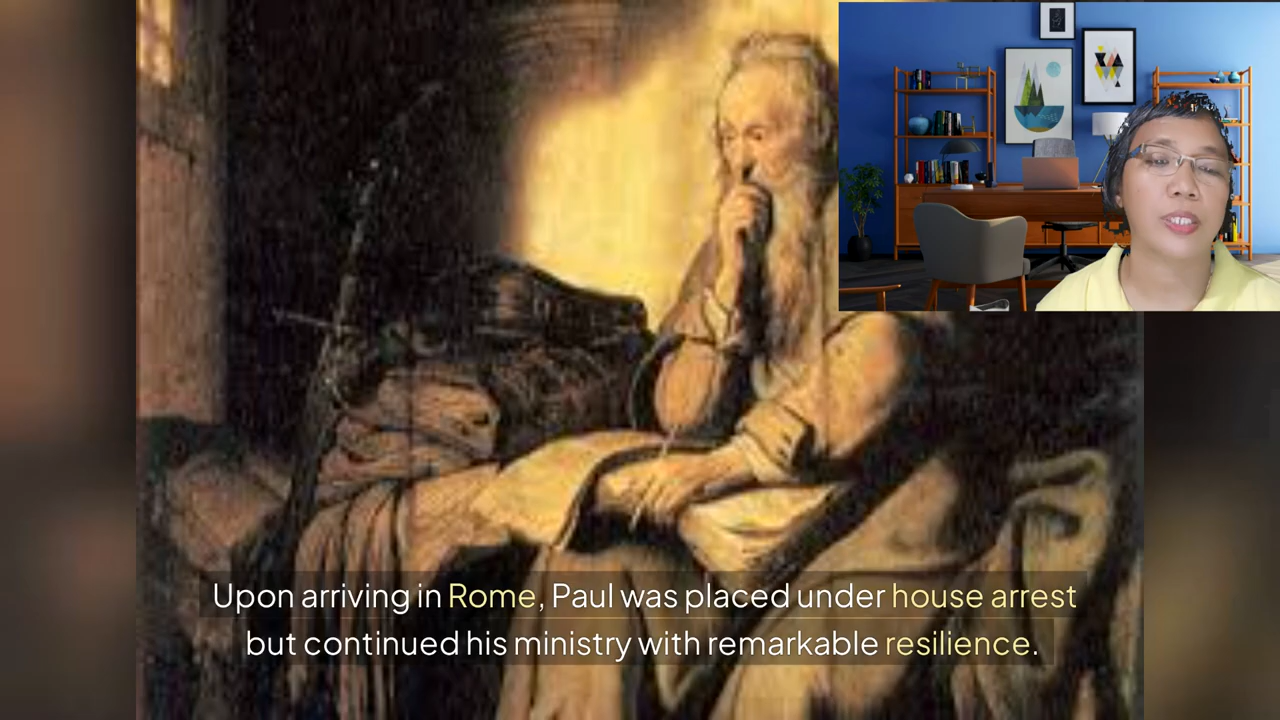 Upon arriving in Rome, Paul was placed under house arrest
but continued his ministry with remarkable resilience.